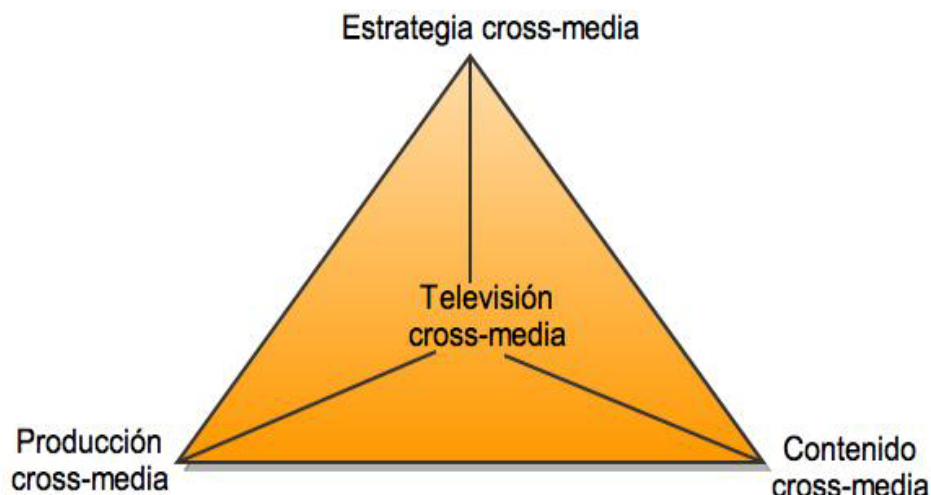 Estrategia cross-media
Televisión
cross-media
Producción
cross-media
Contenido
cross-media